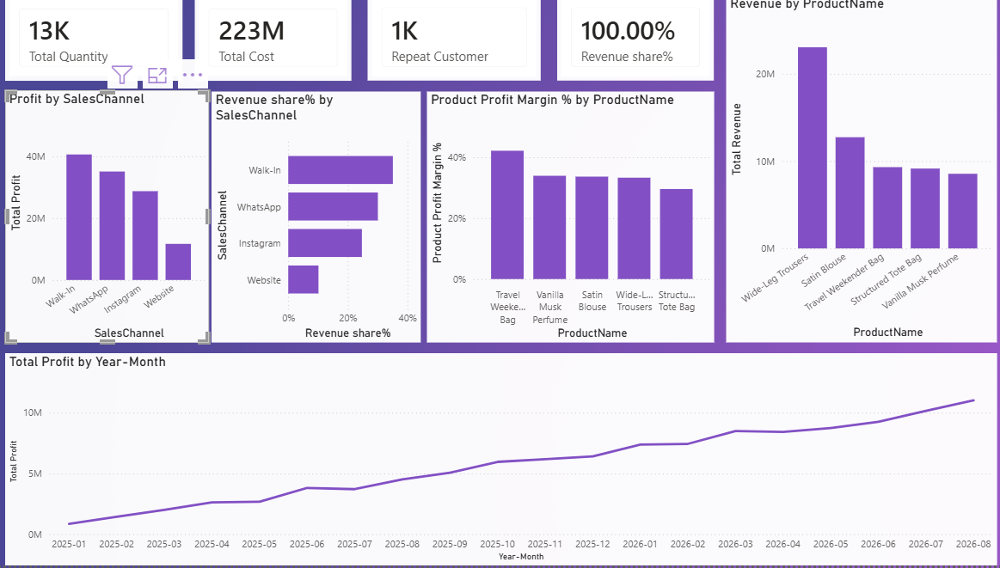 13K
Total Quantity
223M
Total Cost
1K
Repeat Customer
100.00%
Revenue share%
Revenue by ProductName
20M
10M
0M
Total Revenue
Wide-Leg Trousers
Satin Blouse
Travel Weekender Bag
Structured Tote Bag
Vanilla Musk Perfume
ProductName
Profit by SalesChannel
40M
20M
0M
Total Profit
Walk-In
WhatsApp
Instagram
Website
SalesChannel
Revenue share% by
SalesChannel
SalesChannel
Walk-In
WhatsApp
Instagram
Website
0%
20%
40%
Revenue share%
Product Profit Margin % by ProductName
Product Profit Margin %
40%
20%
0%
Travel
Weeke...
Bag
Vanilla
Musk
Perfume
Satin
Blouse
Wide-L...
Trousers
Structu...
Tote Bag
ProductName
Total Profit by Year-Month
Total Profit
10M
5M
0M
2025-01
2025-02
2025-03
2025-04
2025-05
2025-06
2025-07
2025-08
2025-09
2025-10
2025-11
2025-12
2026-01
2026-02
2026-03
2026-04
2026-05
2026-06
2026-07
2026-08
Year-Month